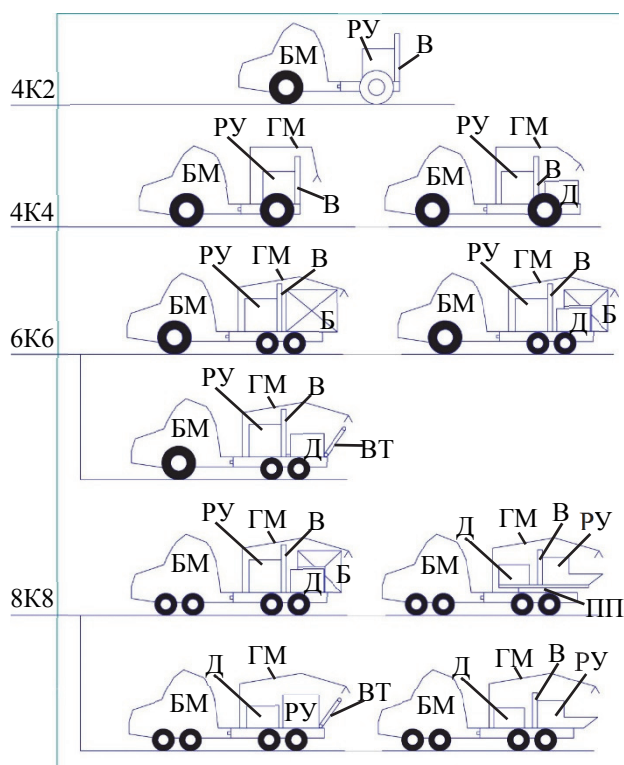 РУ
БМ
В
4К2
РУ ГМ
БМ
В
РУ ГМ
БМ
В
Д
4К4
РУ ГМ В
БМ
Б
РУ ГМ В
БМ
Д Б
6К6
РУ ГМ В
БМ
Д ВТ
РУ ГМ В
БМ
Д Б
Д ГМ В РУ
БМ
ПП
8К8
Д ГМ ВТ
БМ РУ
Д ГМ В РУ
БМ